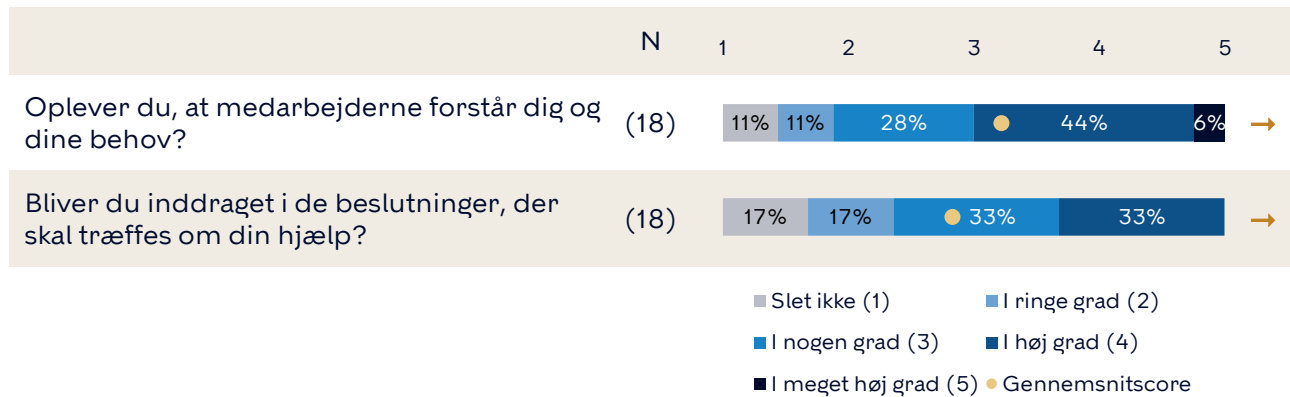 N 1 2 3 4 5
Oplever du, at medarbejderne forstår dig og
dine behov?
(18) 11% 11% 28% 44% 6% →
Bliver du inddraget i de beslutninger, der
skal træffes om din hjælp?
(18) 17% 17% 33% 33% →
Slet ikke (1) I ringe grad (2)
I nogen grad (3) I høj grad (4)
I meget høj grad (5) Gennemsnitscore